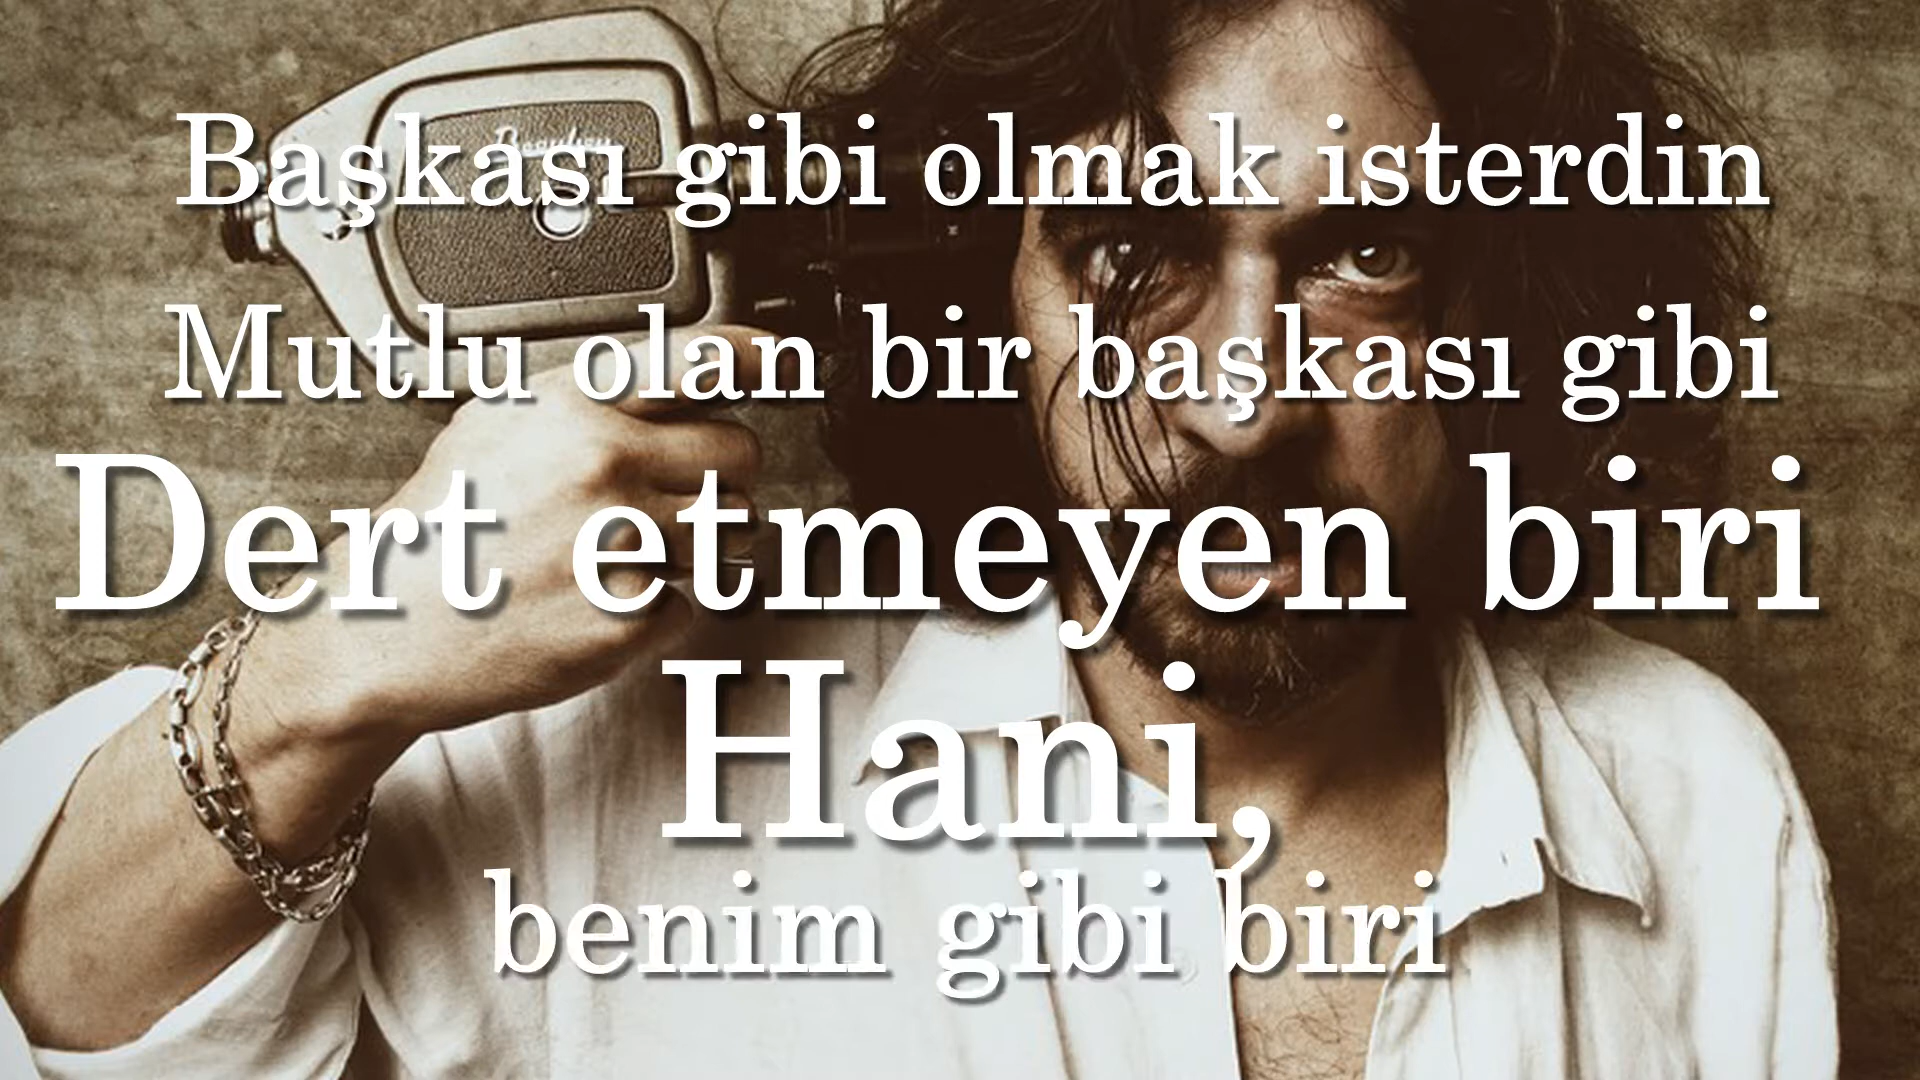 Başkası gibi olmak isterdin
Mutlu olan bir başkası gibi
Dert etmeyen biri
Hani,
benim gibi biri